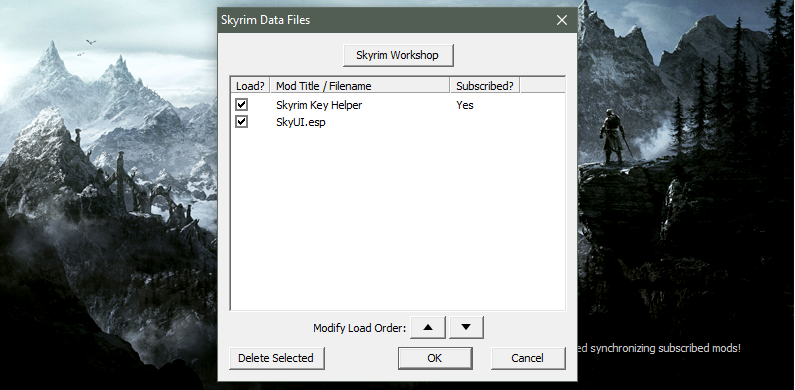 Skyrim Data Files
Skyrim Workshop
Load? Mod Title / Filename Subscribed?
Skyrim Key Helper Yes
SkyUI.esp
Modify Load Order:
ed synchronizing subscribed mods!
Delete Selected OK Cancel